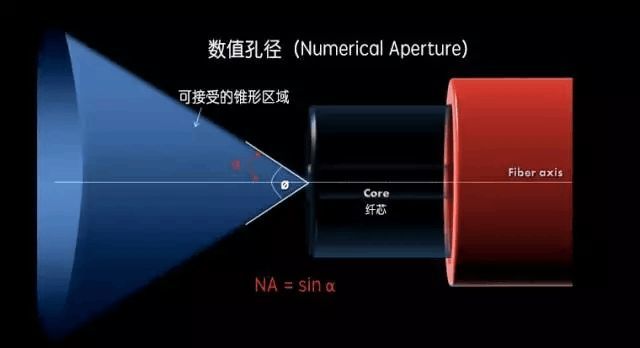 数值孔径（Numerical Aperture）
可接受的锥形区域
α
ø
Fiber axis
Core
纤芯
NA = sin α